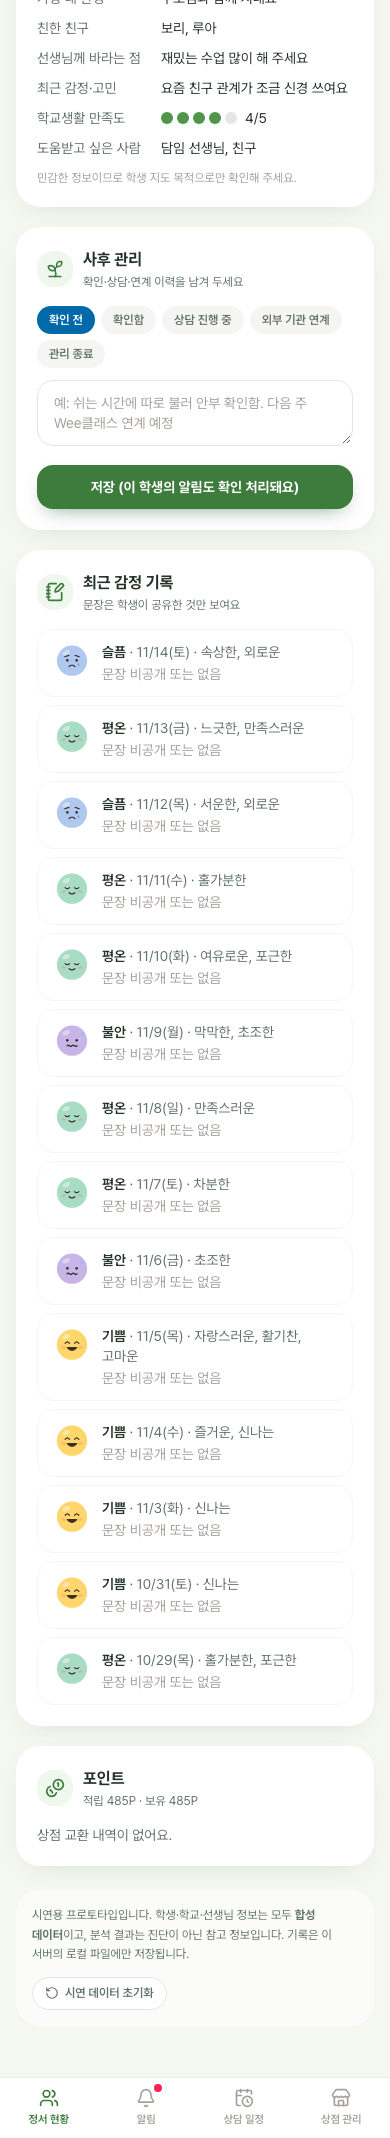 친한 친구 보리, 루아
선생님께 바라는 점 재밌는 수업 많이 해 주세요
최근 감정·고민 요즘 친구 관계가 조금 신경 쓰여요
학교생활 만족도 4/5
도움받고 싶은 사람 담임 선생님, 친구
민감한 정보이므로 학생 지도 목적으로만 확인해 주세요.
사후 관리
확인·상담·연계 이력을 남겨 두세요
확인 전 확인함 상담 진행 중 외부 기관 연계
관리 종료
예: 쉬는 시간에 따로 불러 안부 확인함. 다음 주
Wee클래스 연계 예정
저장 (이 학생의 알림도 확인 처리돼요)
최근 감정 기록
문장은 학생이 공유한 것만 보여요
슬픔 · 11/14(토) · 속상한, 외로운
문장 비공개 또는 없음
평온 · 11/13(금) · 느긋한, 만족스러운
문장 비공개 또는 없음
슬픔 · 11/12(목) · 서운한, 외로운
문장 비공개 또는 없음
평온 · 11/11(수) · 홀가분한
문장 비공개 또는 없음
평온 · 11/10(화) · 여유로운, 포근한
문장 비공개 또는 없음
불안 · 11/9(월) · 막막한, 초조한
문장 비공개 또는 없음
평온 · 11/8(일) · 만족스러운
문장 비공개 또는 없음
평온 · 11/7(토) · 차분한
문장 비공개 또는 없음
불안 · 11/6(금) · 초조한
문장 비공개 또는 없음
기쁨 · 11/5(목) · 자랑스러운, 활기찬,
고마운
문장 비공개 또는 없음
기쁨 · 11/4(수) · 즐거운, 신나는
문장 비공개 또는 없음
기쁨 · 11/3(화) · 신나는
문장 비공개 또는 없음
기쁨 · 10/31(토) · 신나는
문장 비공개 또는 없음
평온 · 10/29(목) · 홀가분한, 포근한
문장 비공개 또는 없음
포인트
적립 485P · 보유 485P
상점 교환 내역이 없어요.
시연용 프로토타입입니다. 학생·학교·선생님 정보는 모두 합성
데이터이고, 분석 결과는 진단이 아닌 참고 정보입니다. 기록은 이
서버의 로컬 파일에만 저장됩니다.
시연 데이터 초기화
정서 현황 알림 상담 일정 상점 관리